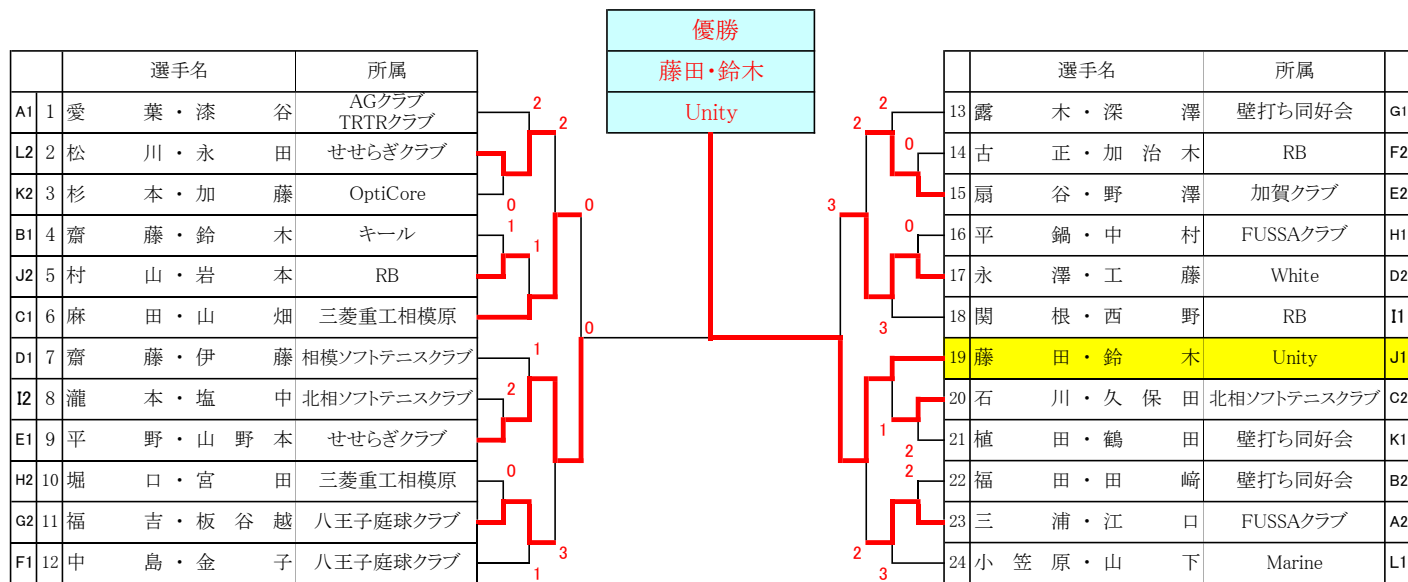 優勝
藤田・鈴木
Unity
選手名 所属
A1 1 愛葉・漆谷 AGクラブ TRTRクラブ
L2 2 松川・永田 せせらぎクラブ
K2 3 杉本・加藤 OptiCore
B1 4 齋藤・鈴木 キール
J2 5 村山・岩本 RB
C1 6 麻田・山畑 三菱重工相模原
D1 7 齋藤・伊藤 相模ソフトテニスクラブ
I2 8 瀧本・塩中 北相ソフトテニスクラブ
E1 9 平野・山野本 せせらぎクラブ
H2 10 堀口・宮田 三菱重工相模原
G2 11 福吉・板谷越 八王子庭球クラブ
F1 12 中島・金子 八王子庭球クラブ
2
2
0
0
1
1
0
1
2
0
3
1
選手名 所属
13 露木・深澤 壁打ち同好会 G1
14 古正・加治木 RB F2
15 扇谷・野澤 加賀クラブ E2
16 平鍋・中村 FUSSAクラブ H1
17 永澤・工藤 White D2
18 関根・西野 RB I1
19 藤田・鈴木 Unity J1
20 石川・久保田 北相ソフトテニスクラブ C2
21 植田・鶴田 壁打ち同好会 K1
22 福田・田﨑 壁打ち同好会 B2
23 三浦・江口 FUSSAクラブ A2
24 小笠原・山下 Marine L1
2
2
0
3
0
3
1
2
2
2
3